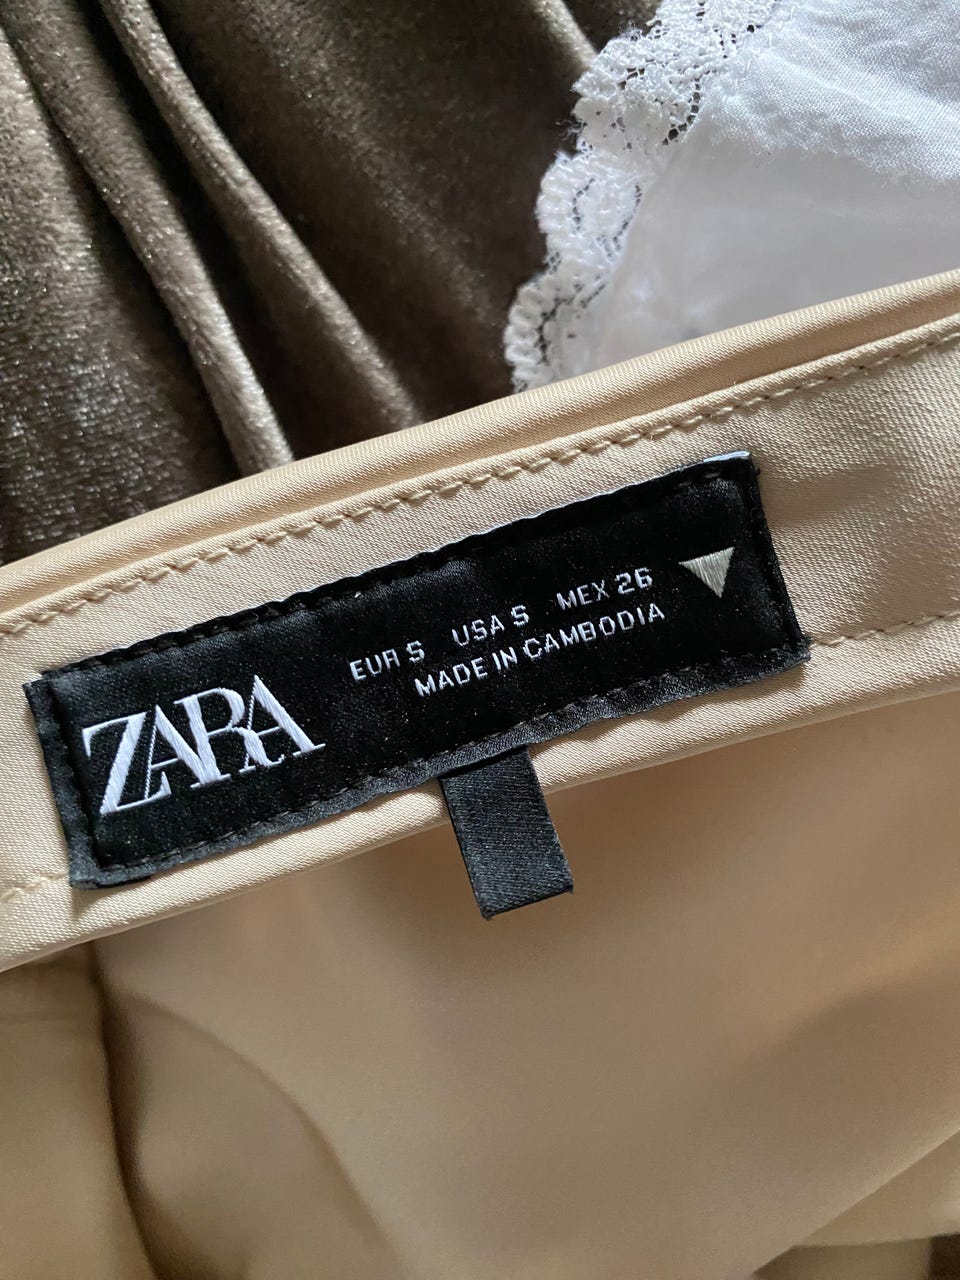 ZARA
EUR S USA S MEX 26
MADE IN CAMBODIA